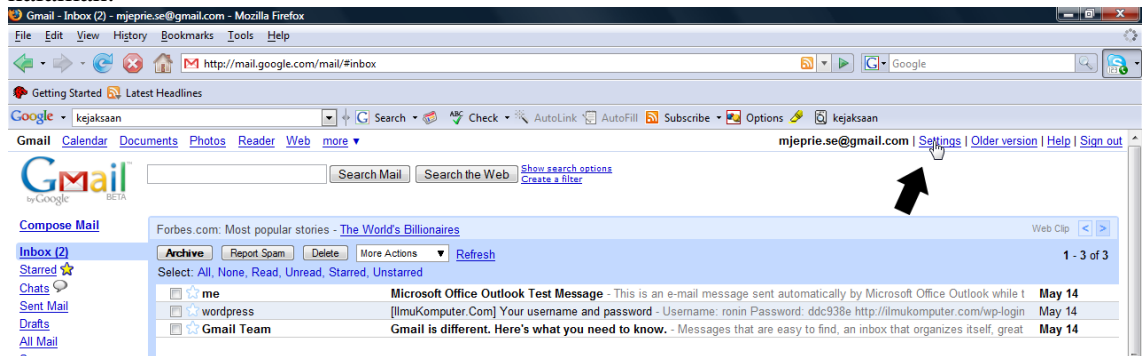 Gmail - Inbox (2) - mjeprie.se@gmail.com - Mozilla Firefox
File Edit View History Bookmarks Tools Help
http://mail.google.com/mail/#inbox
G Google
Getting Started Latest Headlines
Google kejaksaan G Search ABC Check AutoLink AutoFill Subscribe Options kejaksaan
Gmail Calendar Documents Photos Reader Web more ▼ mjeprie.se@gmail.com | Settings | Older version | Help | Sign out
Gmail by Google BETA
Search Mail Search the Web Show search options
Create a filter
Compose Mail
Forbes.com: Most popular stories - The World's Billionaires Web Clip < >
Inbox (2) Archive Report Spam Delete More Actions ▼ Refresh 1 - 3 of 3
Starred Select: All, None, Read, Unread, Starred, Unstarred
Chats me Microsoft Office Outlook Test Message - This is an e-mail message sent automatically by Microsoft Office Outlook while t May 14
Sent Mail wordpress [IlmuKomputer.Com] Your username and password - Username: ronin Password: ddc938e http://ilmukomputer.com/wp-login May 14
Drafts Gmail Team Gmail is different. Here's what you need to know. - Messages that are easy to find, an inbox that organizes itself, great May 14
All Mail